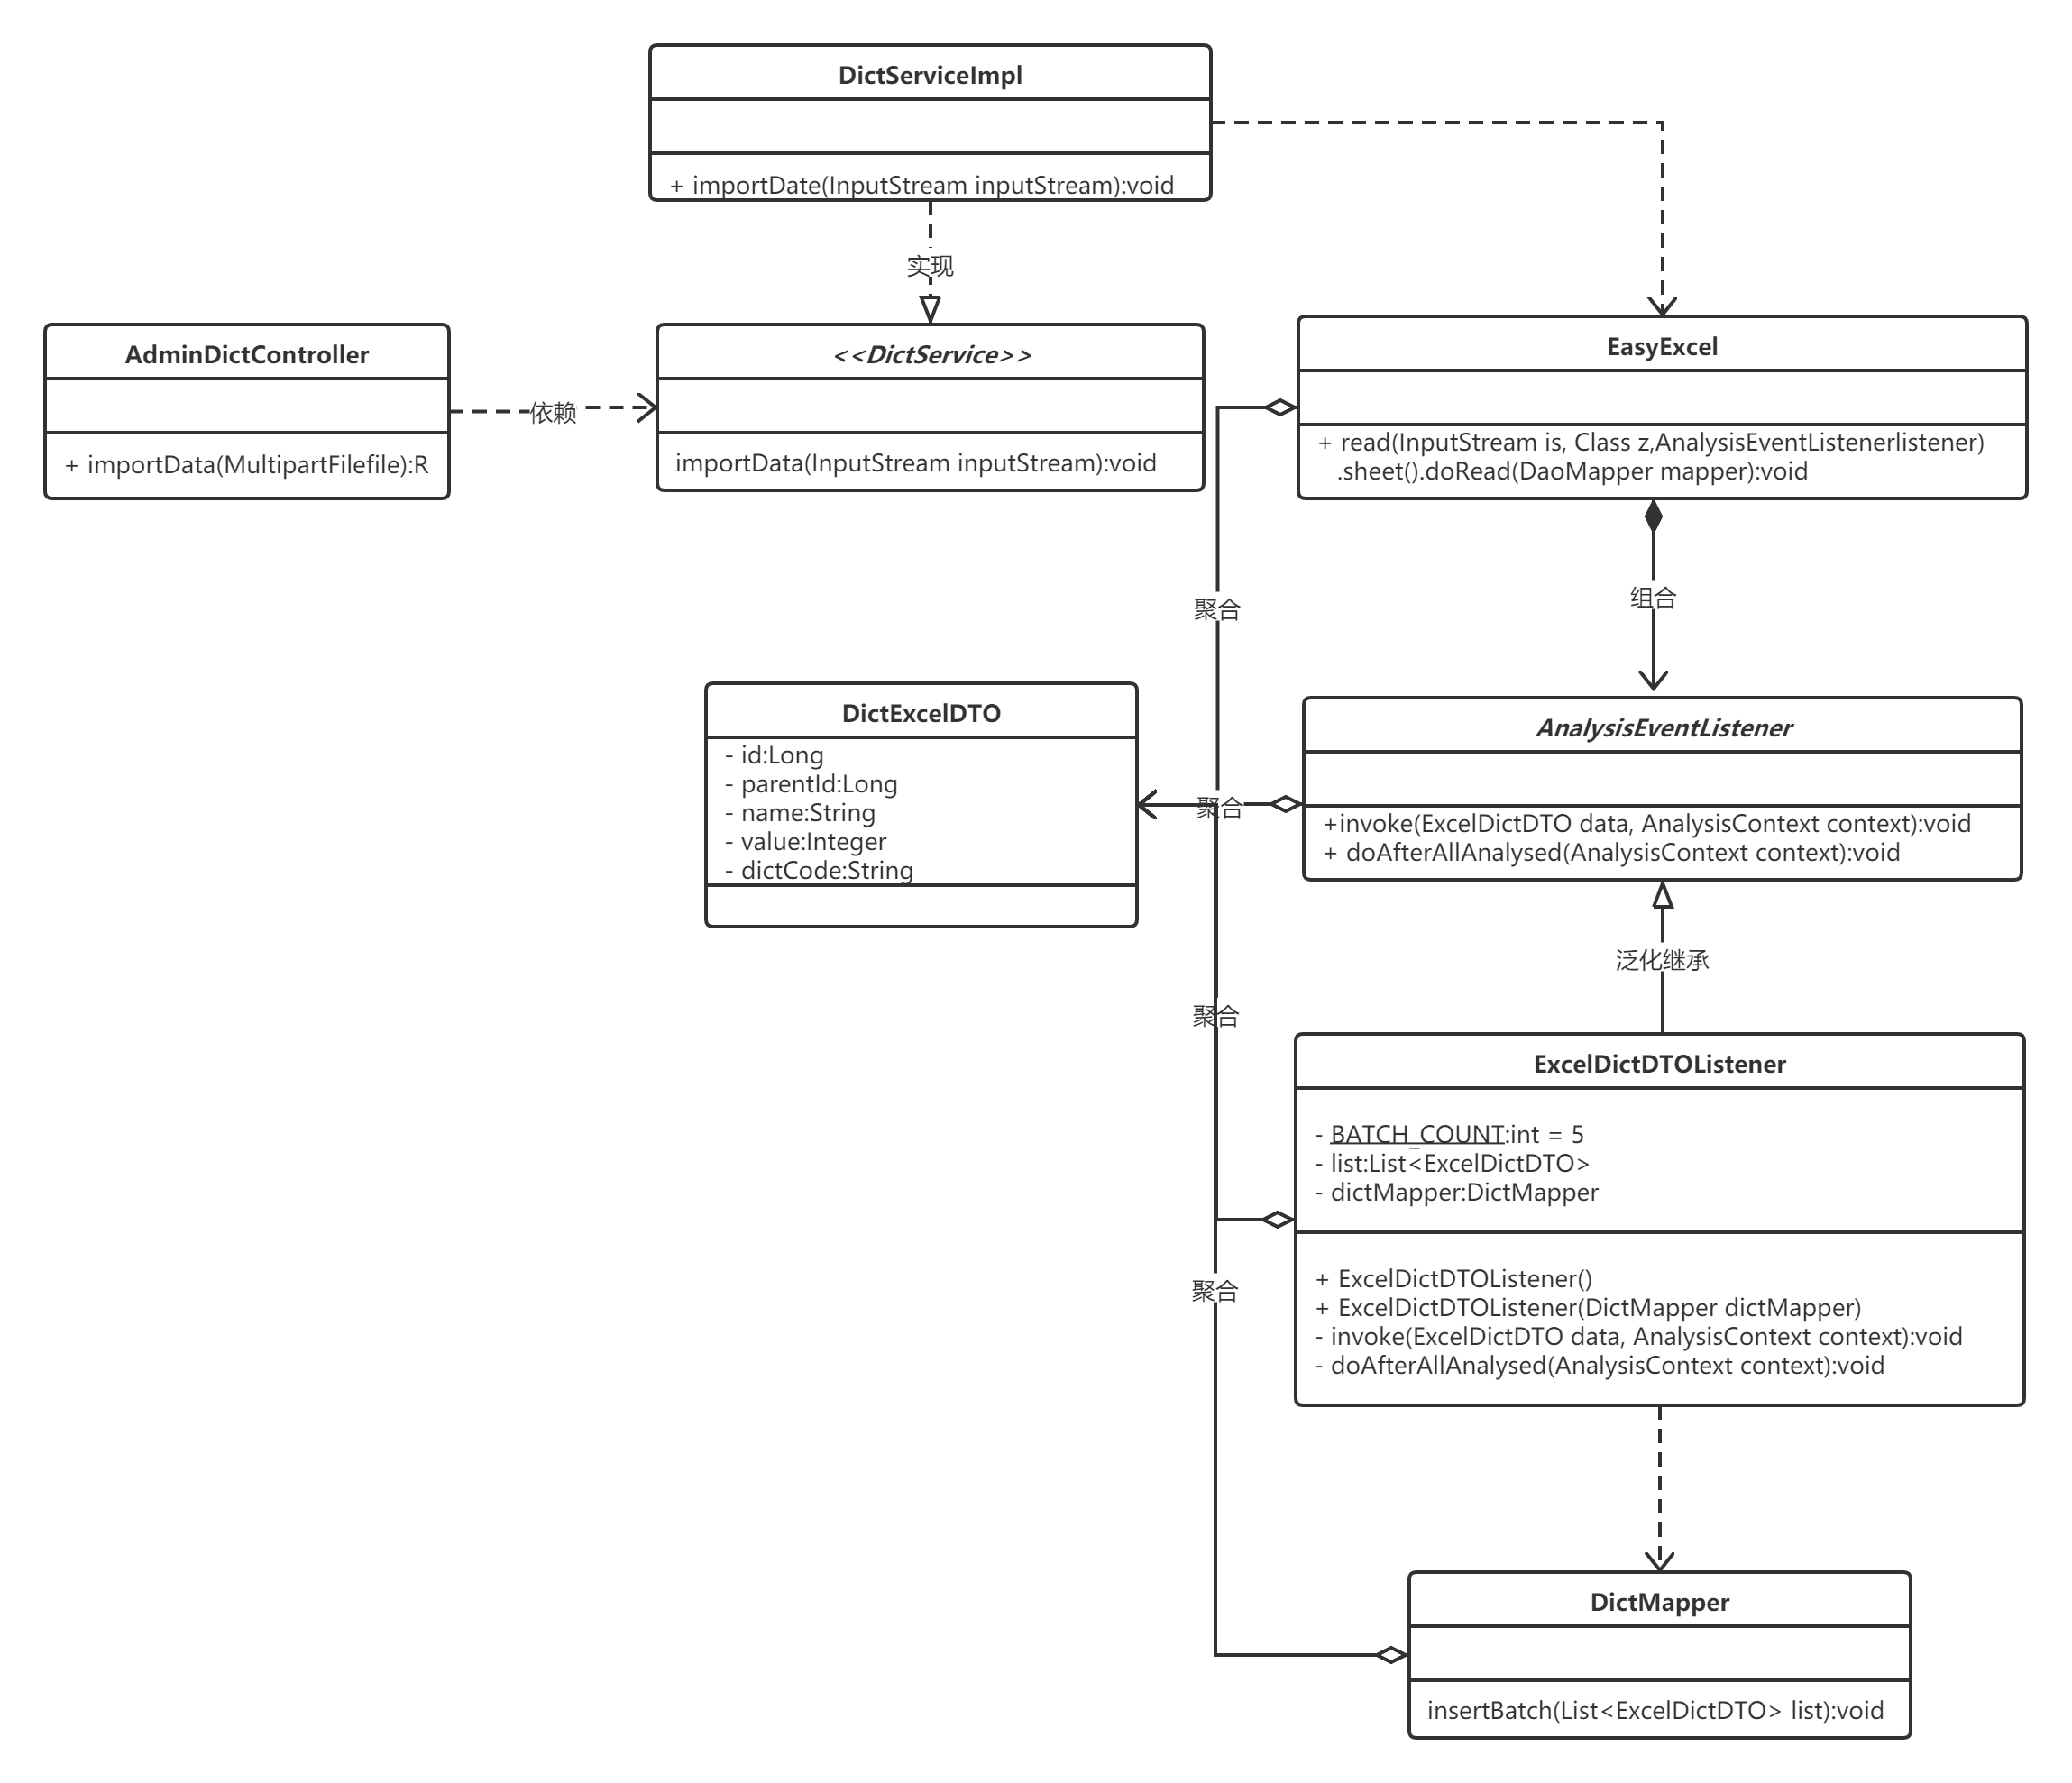 DictServiceImpl
+ importDate(InputStream inputStream):void
实现
AdminDictController
+ importData(MultipartFilefile):R
依赖
<<DictService>>
importData(InputStream inputStream):void
EasyExcel
+ read(InputStream is, Class z,AnalysisEventListenerlistener)
.sheet().doRead(DaoMapper mapper):void
聚合
组合
DictExcelDTO
- id:Long
- parentId:Long
- name:String
- value:Integer
- dictCode:String
聚合
AnalysisEventListener
+invoke(ExcelDictDTO data, AnalysisContext context):void
+ doAfterAllAnalysed(AnalysisContext context):void
泛化继承
聚合
ExcelDictDTOListener
- BATCH_COUNT:int = 5
- list:List<ExcelDictDTO>
- dictMapper:DictMapper
+ ExcelDictDTOListener()
+ ExcelDictDTOListener(DictMapper dictMapper)
- invoke(ExcelDictDTO data, AnalysisContext context):void
- doAfterAllAnalysed(AnalysisContext context):void
聚合
DictMapper
insertBatch(List<ExcelDictDTO> list):void